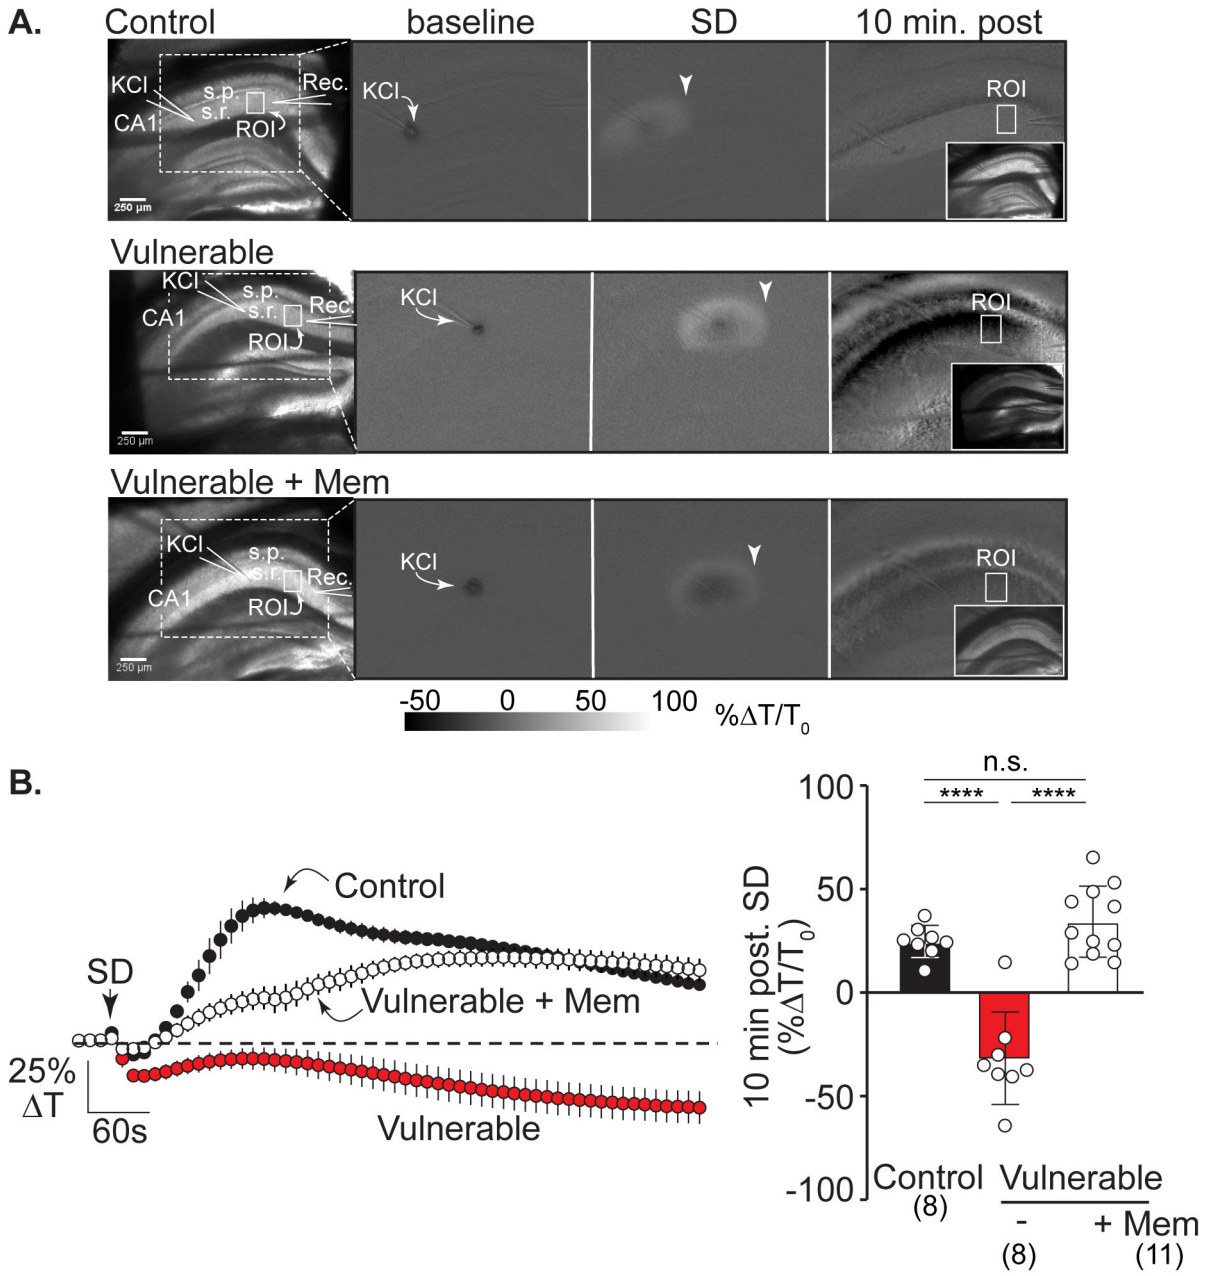 A.
Control baseline SD 10 min. post
KCl s.p. s.r. Rec.
CA1 ROI
250 µm
KCl
ROI
Vulnerable
KCl s.p. s.r. Rec.
CA1 ROI
250 µm
KCl
ROI
Vulnerable + Mem
KCl s.p. s.r. Rec.
CA1 ROI
250 µm
KCl
ROI
-50 0 50 100 %ΔT/T0
B.
SD
Control
Vulnerable + Mem
Vulnerable
25%
ΔT
60s
10 min post. SD
(%ΔT/T0)
100
50
0
-50
-100
n.s.
**** ****
Control Vulnerable
(8)
- + Mem
(8) (11)